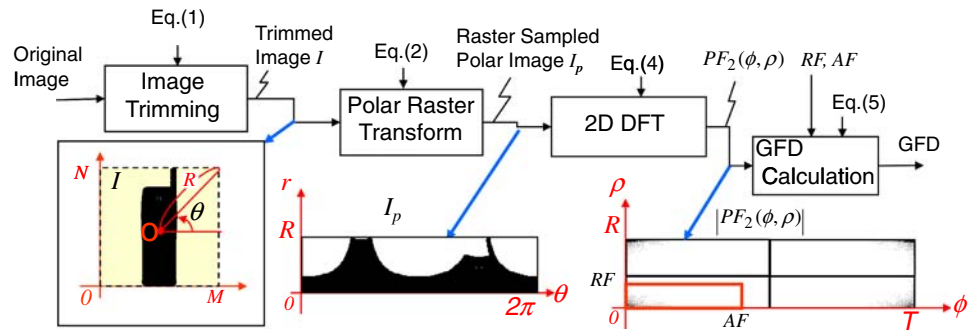 Eq.(1)
Original
Image
Image
Trimming
Trimmed
Image I
Eq.(2)
Polar Raster
Transform
Raster Sampled
Polar Image Ip
Eq.(4)
2D DFT
PF2(ϕ,ρ)
RF, AF
Eq.(5)
GFD
Calculation
GFD
N
I
R
θ
O
0
M
r
R
Ip
0
2π
θ
ρ
R
|PF2(ϕ,ρ)|
RF
0
AF
T
ϕ